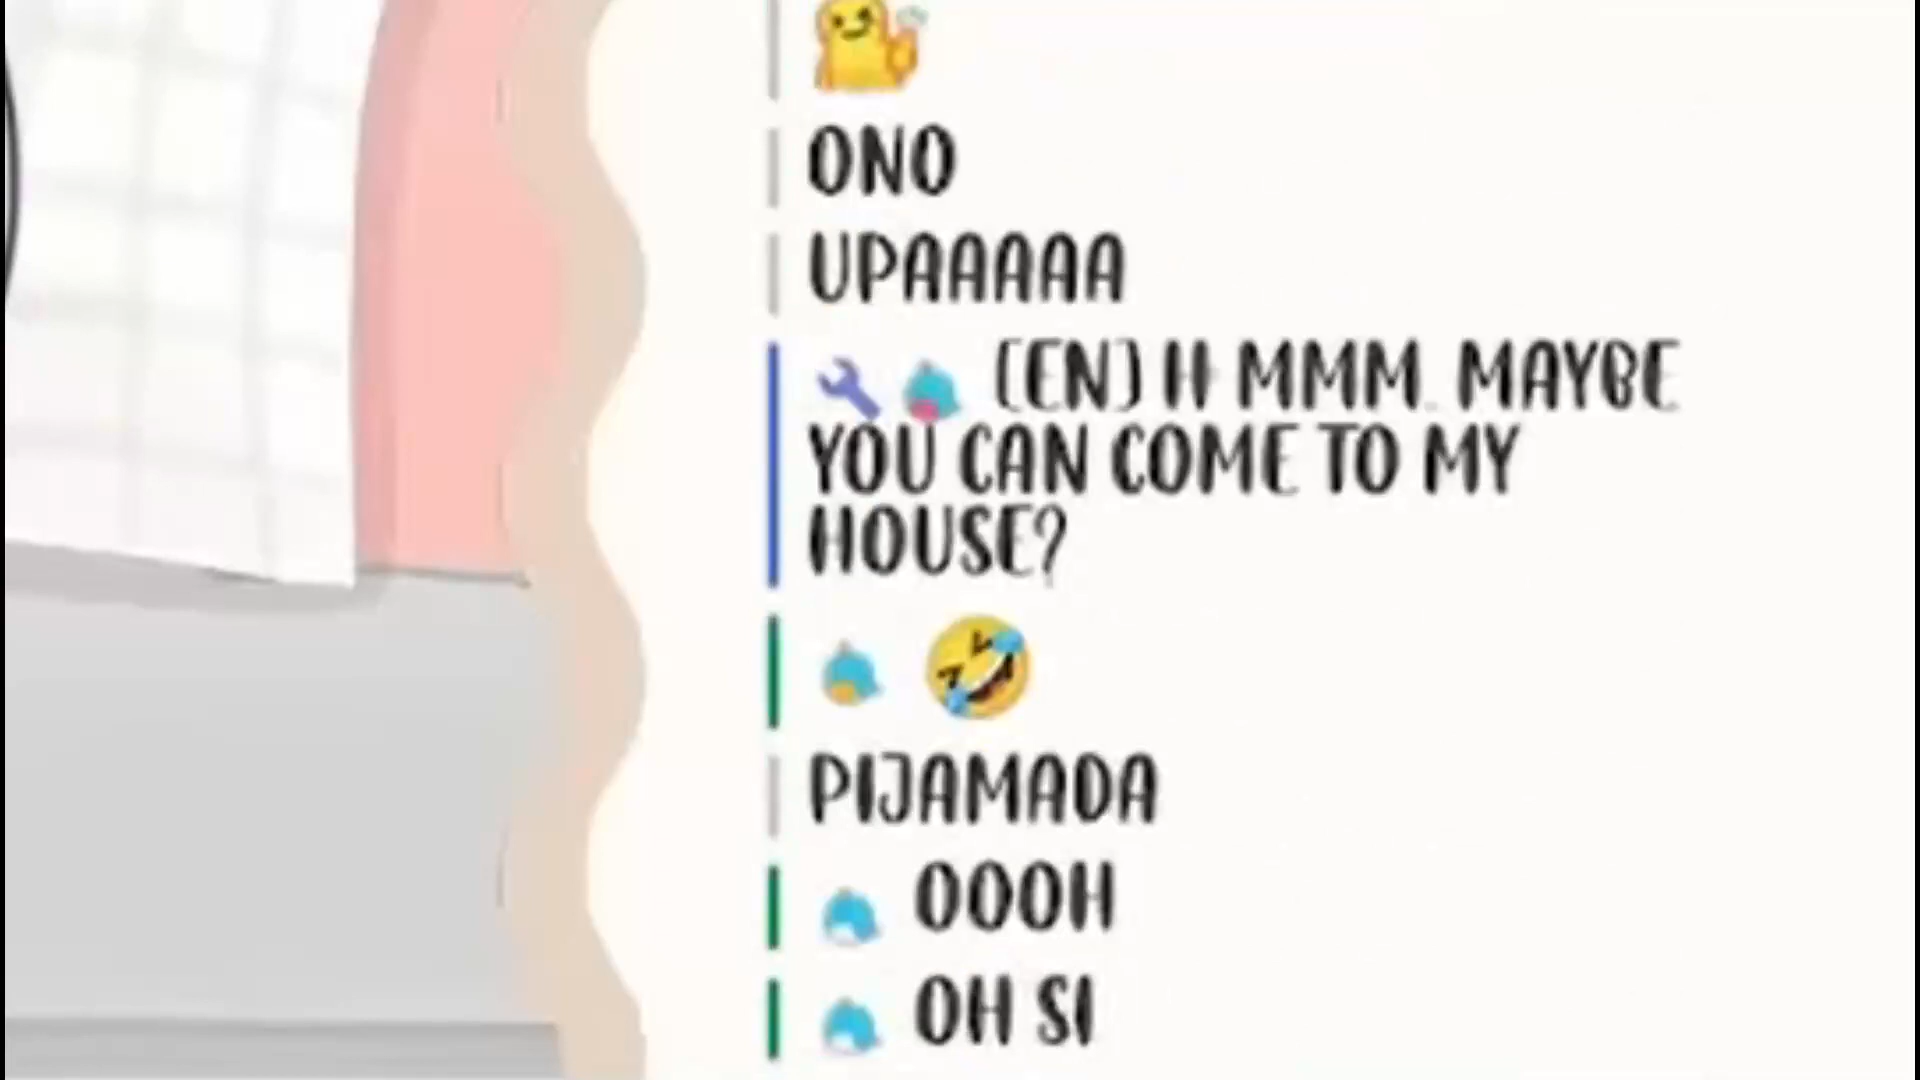 ONO
UPAAAAA
[EN] H MMM. MAYBE
YOU CAN COME TO MY
HOUSE?
PIJAMADA
OOOH
OH SI